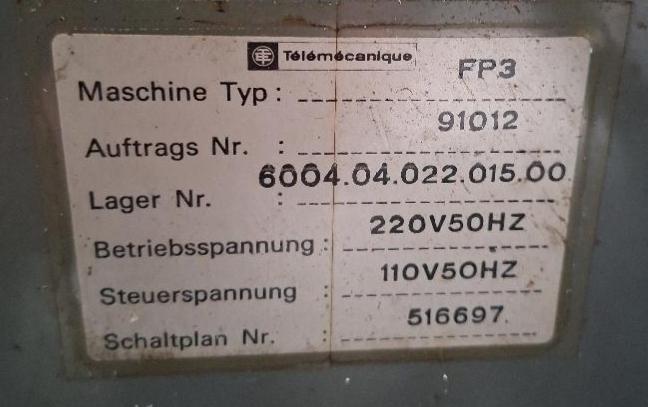 Télémécanique
Maschine Typ: FP3
Auftrags Nr. : 91012
Lager Nr. : 6004.04.022.015.00
Betriebsspannung: 220V50HZ
Steuerspannung : 110V50HZ
Schaltplan Nr. : 516697.